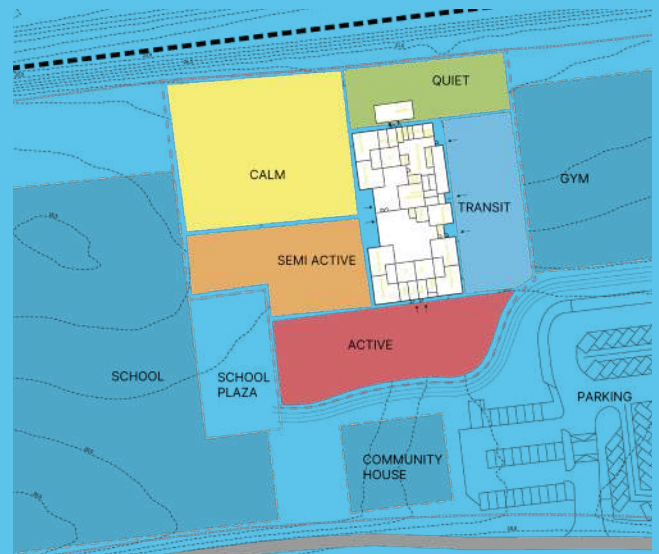 QUIET
CALM
GYM
TRANSIT
SEMI ACTIVE
ACTIVE
SCHOOL
SCHOOL
PLAZA
PARKING
COMMUNITY
HOUSE